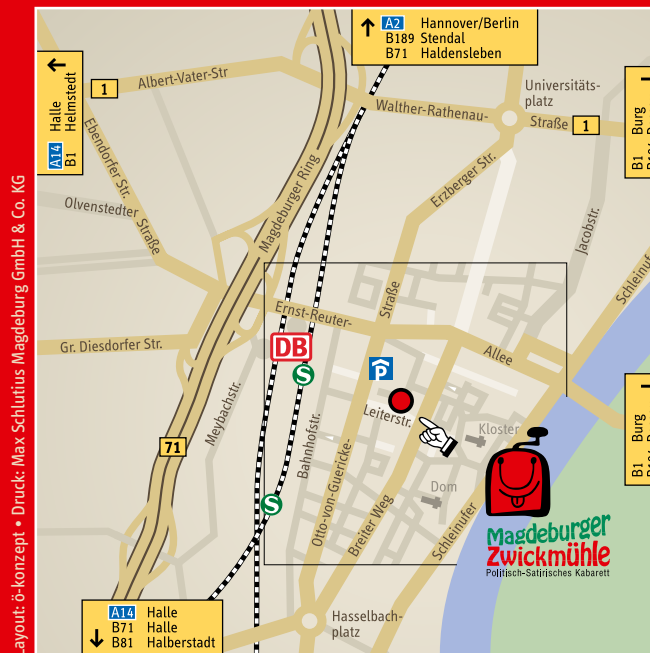 A2 Hannover/Berlin
B189 Stendal
B71 Haldensleben
Halle
Helmstedt
A14
B1
1
Albert-Vater-Str
Walther-Rathenau-
Straße
1
Universitäts-
platz
Burg
B1
Ebendorfer Str.
Olvenstedter
Straße
Magdeburger Ring
Erzberger Str.
Jacobstr.
Schleinuf
Straße
Ernst-Reuter-
Allee
Gr. Diesdorfer Str.
DB
S
P
Leiterstr.
Kloster
Meybachstr.
Bahnhofstr.
Otto-von-Guericke-
Breiter Weg
Dom
Schleinufer
71
S
Burg
B1
Magdeburger
Zwickmühle
Politisch-Satirisches Kabarett
A14 Halle
B71 Halle
B81 Halberstadt
Hasselbach-
platz
Layout: ö-konzept • Druck: Max Schlutius Magdeburg GmbH & Co. KG